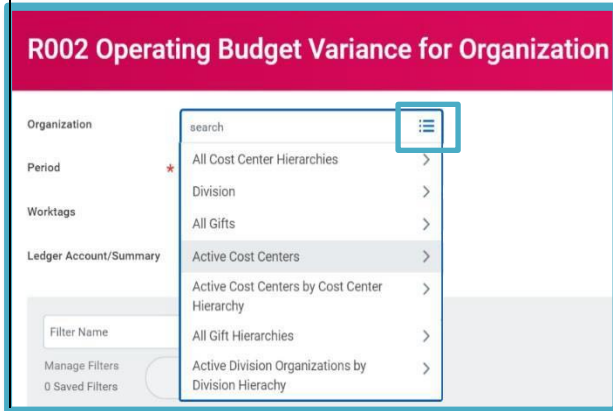 R002 Operating Budget Variance for Organization
Organization
search
Period *
All Cost Center Hierarchies
Division
Worktags
All Gifts
Ledger Account/Summary
Active Cost Centers
Active Cost Centers by Cost Center
Hierarchy
Filter Name
All Gift Hierarchies
Manage Filters
Active Division Organizations by
0 Saved Filters
Division Hierachy